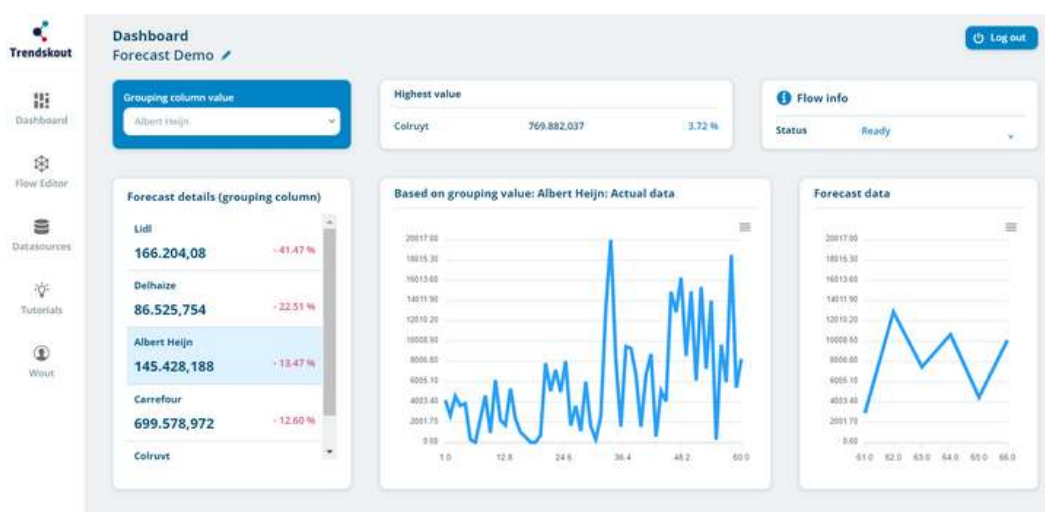 Trendskout
Dashboard
Forecast Demo
Log out
Dashboard
Flow Editor
Datasources
Tutorials
Wout
Grouping column value
Albert Heijn
Highest value
Colruyt 769.882,037 3.72 %
Flow info
Status Ready
Forecast details (grouping column)
Lidl
166.204,08 - 41.47 %
Delhaize
86.525,754 - 22.51 %
Albert Heijn
145.428,188 - 13.47 %
Carrefour
699.578,972 - 12.60 %
Colruyt
Based on grouping value: Albert Heijn: Actual data
20017.00
18015.30
16013.60
14011.90
12010.20
10008.50
8006.80
6005.10
4003.40
2001.70
0.00
1.0 12.8 24.6 36.4 48.2 60.0
Forecast data
20017.00
18015.30
16013.60
14011.90
12010.20
10008.50
8006.80
6005.10
4003.40
2001.70
0.00
61.0 62.0 63.0 64.0 65.0 66.0